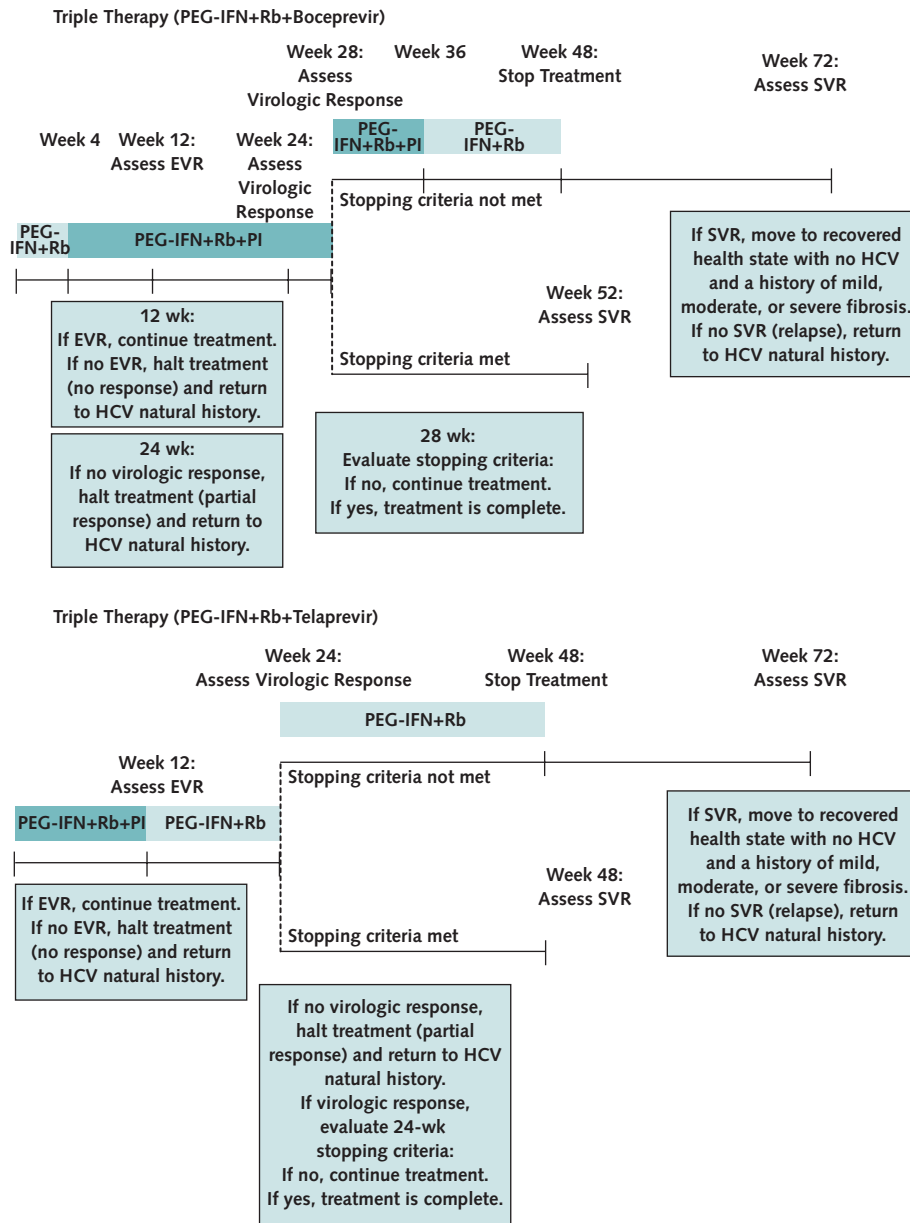 Triple Therapy (PEG-IFN+Rb+Boceprevir)
Week 28:
Assess
Virologic Response
Week 36
Week 48:
Stop Treatment
Week 72:
Assess SVR
Week 4
Week 12:
Assess EVR
Week 24:
Assess
Virologic
Response
PEG-
IFN+Rb+PI
PEG-
IFN+Rb
Stopping criteria not met
PEG-
IFN+Rb
PEG-IFN+Rb+PI
If SVR, move to recovered
health state with no HCV
and a history of mild,
moderate, or severe fibrosis.
If no SVR (relapse), return
to HCV natural history.
Week 52:
Assess SVR
Stopping criteria met
12 wk:
If EVR, continue treatment.
If no EVR, halt treatment
(no response) and return
to HCV natural history.
24 wk:
If no virologic response,
halt treatment (partial
response) and return to
HCV natural history.
28 wk:
Evaluate stopping criteria:
If no, continue treatment.
If yes, treatment is complete.
Triple Therapy (PEG-IFN+Rb+Telaprevir)
Week 24:
Assess Virologic Response
Week 48:
Stop Treatment
Week 72:
Assess SVR
PEG-IFN+Rb
Week 12:
Assess EVR
Stopping criteria not met
PEG-IFN+Rb+PI
PEG-IFN+Rb
If SVR, move to recovered
health state with no HCV
and a history of mild,
moderate, or severe fibrosis.
If no SVR (relapse), return
to HCV natural history.
Week 48:
Assess SVR
If EVR, continue treatment.
If no EVR, halt treatment
(no response) and return
to HCV natural history.
Stopping criteria met
If no virologic response,
halt treatment (partial
response) and return to HCV
natural history.
If virologic response,
evaluate 24-wk
stopping criteria:
If no, continue treatment.
If yes, treatment is complete.